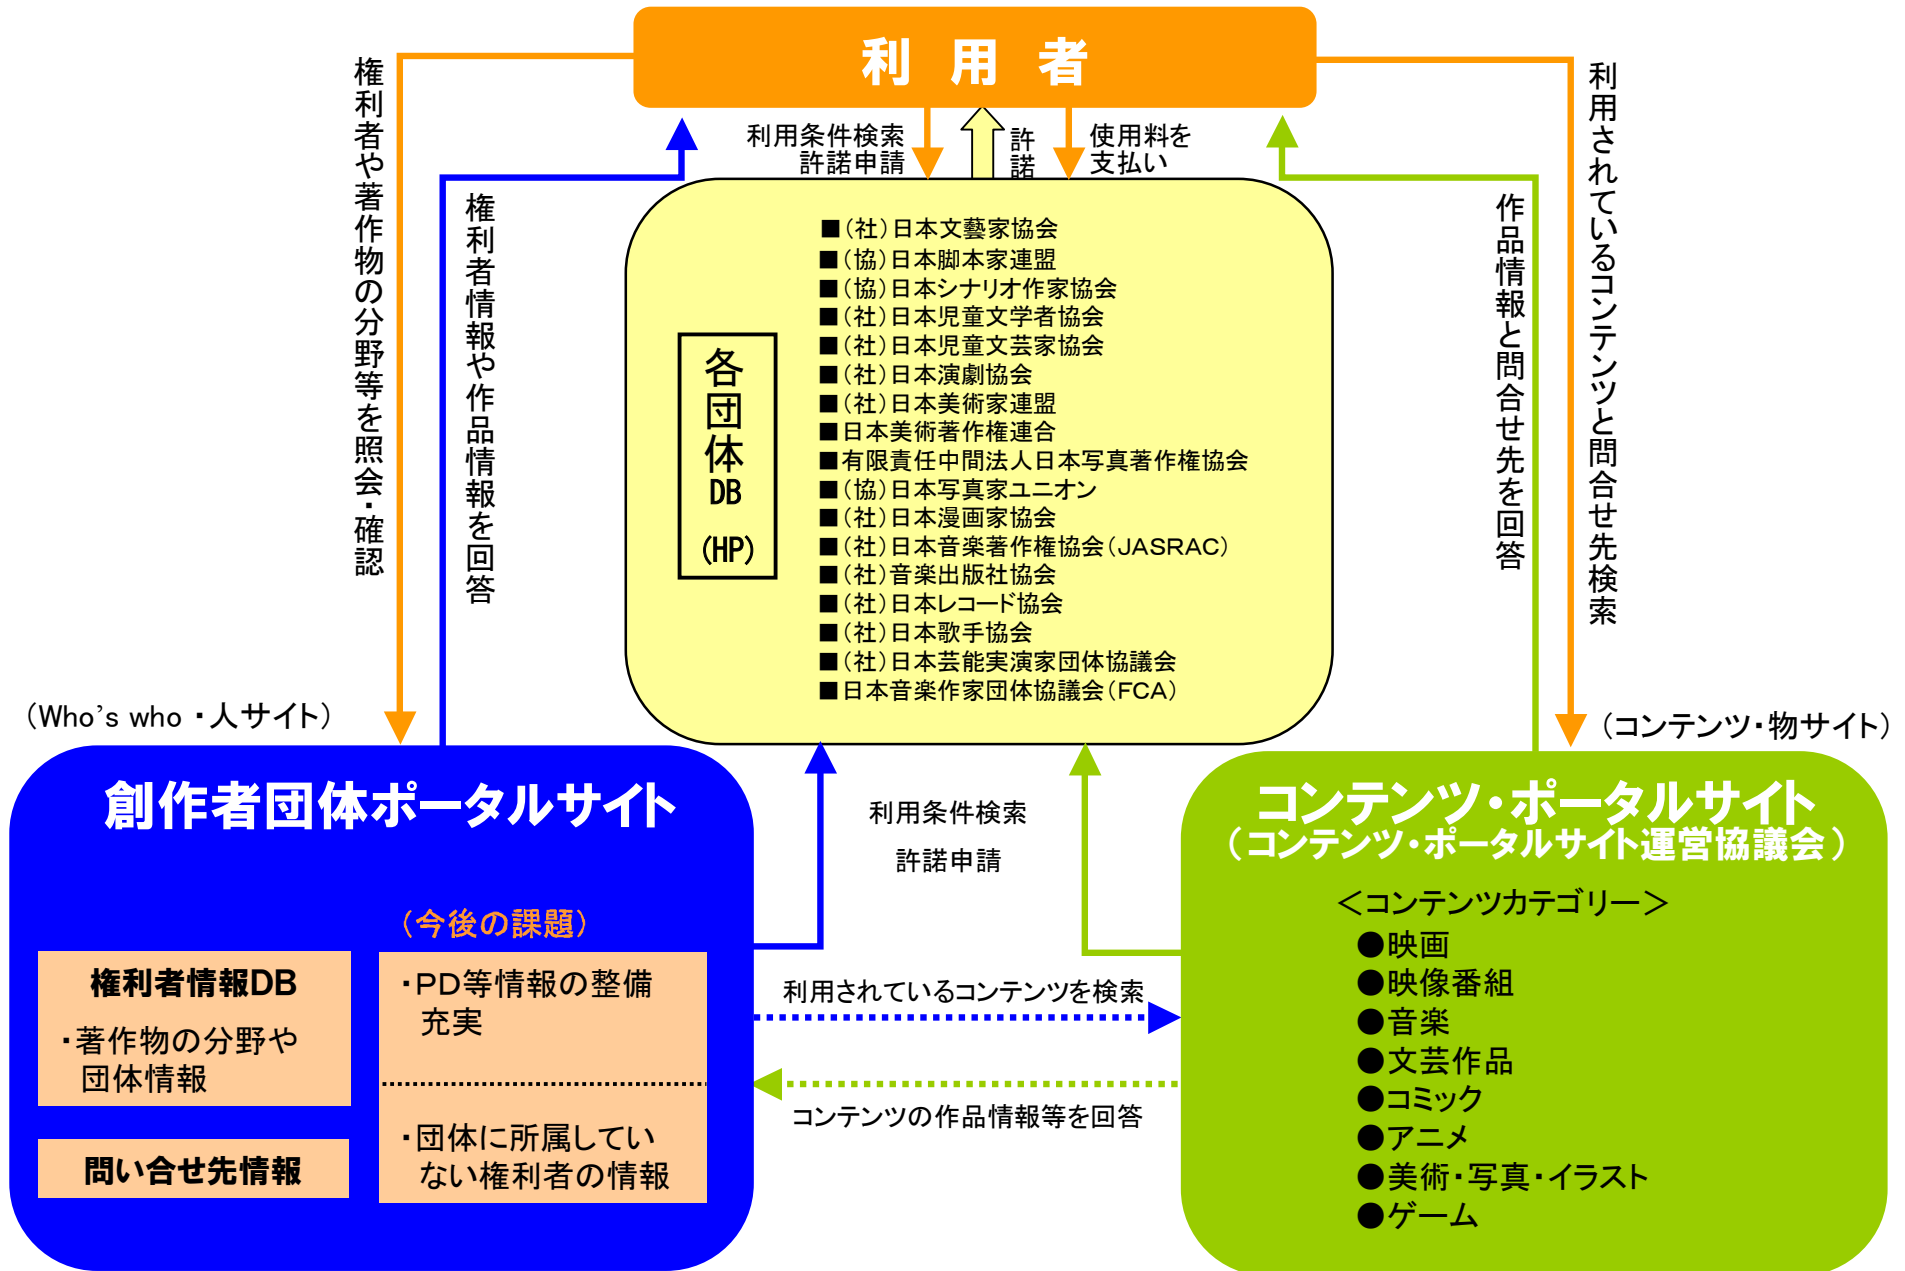 利用者
権利者や著作物の分野等を照会・確認
権利者情報や作品情報を回答
利用条件検索
許諾申請
許諾
使用料を
支払い
作品情報と問合せ先を回答
利用されているコンテンツと問合せ先検索
各団体DB(HP)
■(社)日本文藝家協会
■(協)日本脚本家連盟
■(協)日本シナリオ作家協会
■(社)日本児童文学者協会
■(社)日本児童文芸家協会
■(社)日本演劇協会
■(社)日本美術家連盟
■日本美術著作権連合
■有限責任中間法人日本写真著作権協会
■(協)日本写真家ユニオン
■(社)日本漫画家協会
■(社)日本音楽著作権協会(JASRAC)
■(社)音楽出版社協会
■(社)日本レコード協会
■(社)日本歌手協会
■(社)日本芸能実演家団体協議会
■日本音楽作家団体協議会(FCA)
(Who's who・人サイト)
(コンテンツ・物サイト)
創作者団体ポータルサイト
(今後の課題)
権利者情報DB
・著作物の分野や
団体情報
問い合せ先情報
・PD等情報の整備
充実
・団体に所属してい
ない権利者の情報
利用条件検索
許諾申請
利用されているコンテンツを検索
コンテンツの作品情報等を回答
コンテンツ・ポータルサイト
(コンテンツ・ポータルサイト運営協議会)
<コンテンツカテゴリー>
●映画
●映像番組
●音楽
●文芸作品
●コミック
●アニメ
●美術・写真・イラスト
●ゲーム